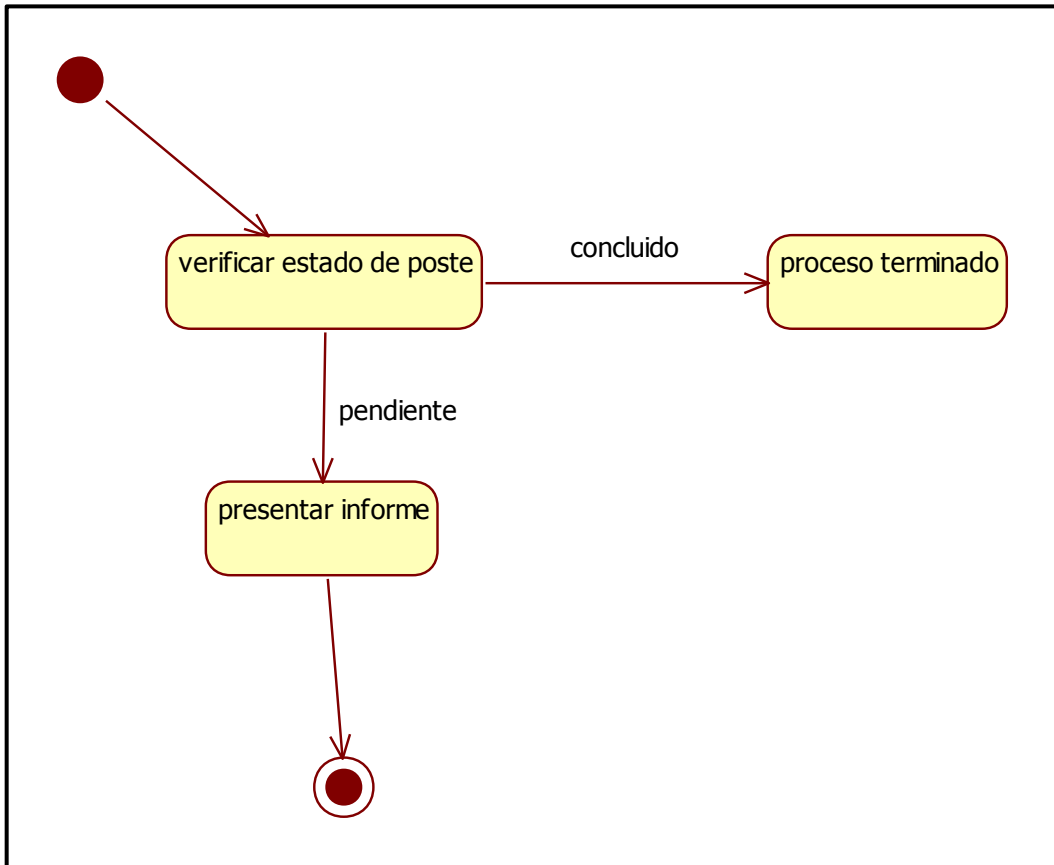 verificar estado de poste
concluido
proceso terminado
pendiente
presentar informe